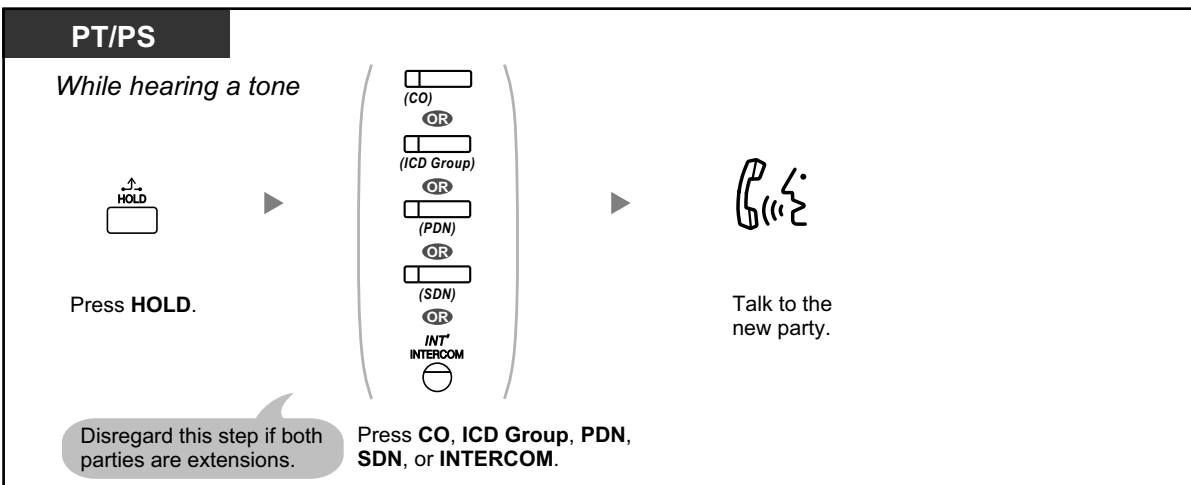 PT/PS
While hearing a tone
HOLD
Press HOLD.
(CO)
OR
(ICD Group)
OR
(PDN)
OR
(SDN)
OR
INT'
INTERCOM
Disregard this step if both
parties are extensions.
Press CO, ICD Group, PDN,
SDN, or INTERCOM.
Talk to the
new party.